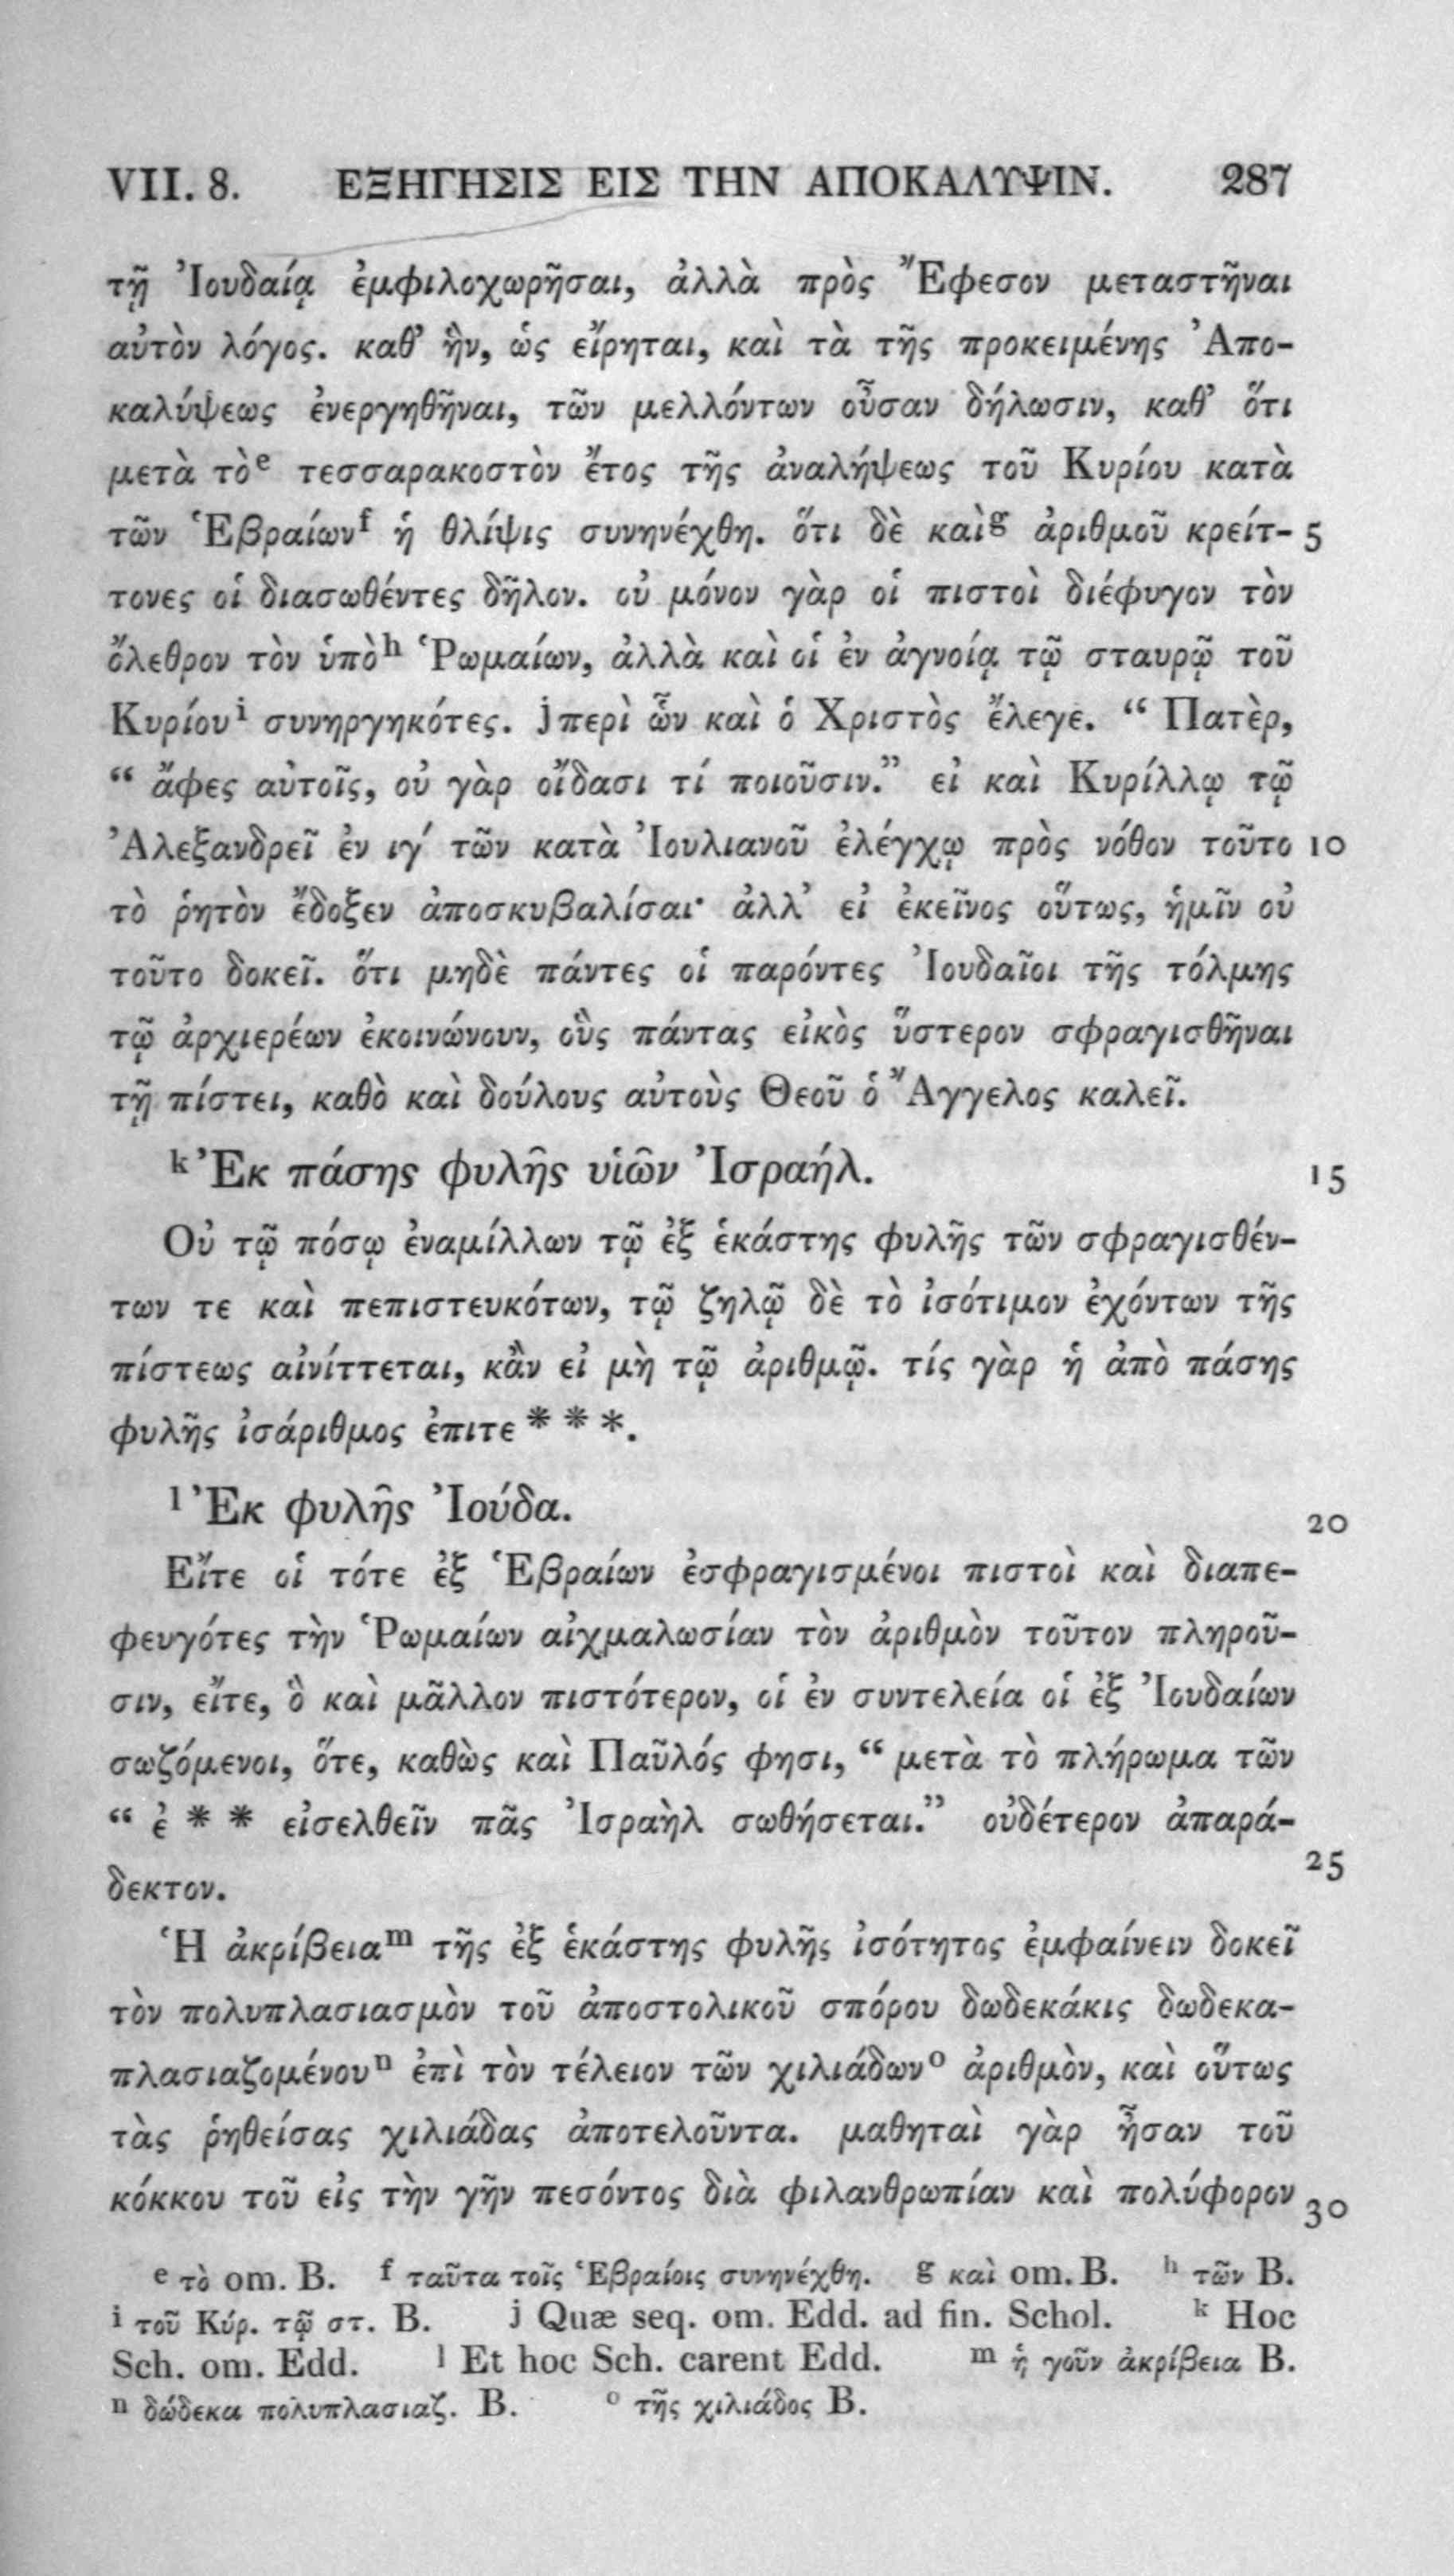 VII. 8. ΕΞΗΓΗΣΙΣ ΕΙΣ ΤΗΝ ΑΠΟΚΑΛΥΨΙΝ. 287
τῇ Ἰουδαίᾳ ἐμφιλοχωρῆσαι, ἀλλὰ πρὸς Ἔφεσον μεταστῆναι
αὐτὸν λόγος. καθ’ ἣν, ὡς εἴρηται, καὶ τὰ τῆς προκειμένης Ἀπο-
καλύψεως ἐνεργηθῆναι, τῶν μελλόντων οὖσαν δήλωσιν, καθ’ ὅτι
μετὰ τὸ e τεσσαρακοστὸν ἔτος τῆς ἀναλήψεως τοῦ Κυρίου κατὰ
τῶν Ἑβραίων f ἡ θλίψις συνηνέχθη. ὅτι δὲ καὶ g ἀριθμοῦ κρείτ- 5
τονες οἱ διασωθέντες δῆλον. οὐ μόνον γὰρ οἱ πιστοὶ διέφυγον τὸν
ὄλεθρον τὸν ὑπὸ h Ῥωμαίων, ἀλλὰ καὶ οἱ ἐν ἀγνοίᾳ τῷ σταυρῷ τοῦ
Κυρίου i συνηργηκότες. j περὶ ὧν καὶ ὁ Χριστὸς ἔλεγε. “ Πατὲρ,
“ ἄφες αὐτοῖς, οὐ γὰρ οἴδασι τί ποιοῦσιν.” εἰ καὶ Κυρίλλῳ τῷ
Ἀλεξανδρεῖ ἐν ιγ´ τῶν κατὰ Ἰουλιανοῦ ἐλέγχῳ πρὸς νόθον τοῦτο 10
τὸ ῥητὸν ἔδοξεν ἀποσκυβαλίσαι· ἀλλ’ εἰ ἐκεῖνος οὕτως, ἡμῖν οὐ
τοῦτο δοκεῖ. ὅτι μηδὲ πάντες οἱ παρόντες Ἰουδαῖοι τῆς τόλμης
τῷ ἀρχιερέων ἐκοινώνουν, οὓς πάντας εἰκὸς ὕστερον σφραγισθῆναι
τῇ πίστει, καθὸ καὶ δούλους αὐτοὺς Θεοῦ ὁ Ἄγγελος καλεῖ.
k Ἐκ πάσης φυλῆς υἱῶν Ἰσραήλ. 15
Οὐ τῷ πόσῳ ἐναμίλλων τῷ ἐξ ἑκάστης φυλῆς τῶν σφραγισθέν-
των τε καὶ πεπιστευκότων, τῷ ζηλῷ δὲ τὸ ἰσότιμον ἐχόντων τῆς
πίστεως αἰνίττεται, κἂν εἰ μὴ τῷ ἀριθμῷ. τίς γὰρ ἡ ἀπὸ πάσης
φυλῆς ἰσάριθμος ἐπιτε * * *.
l Ἐκ φυλῆς Ἰούδα. 20
Εἴτε οἱ τότε ἐξ Ἑβραίων ἐσφραγισμένοι πιστοὶ καὶ διαπε-
φευγότες τὴν Ῥωμαίων αἰχμαλωσίαν τὸν ἀριθμὸν τοῦτον πληροῦ-
σιν, εἴτε, ὃ καὶ μᾶλλον πιστότερον, οἱ ἐν συντελεία οἱ ἐξ Ἰουδαίων
σωζόμενοι, ὅτε, καθὼς καὶ Παῦλός φησι, “ μετὰ τὸ πλήρωμα τῶν
“ ἐ * * εἰσελθεῖν πᾶς Ἰσραὴλ σωθήσεται.” οὐδέτερον ἀπαρά-
δεκτον. 25
Ἡ ἀκρίβεια m τῆς ἐξ ἑκάστης φυλῆς ἰσότητος ἐμφαίνειν δοκεῖ
τὸν πολυπλασιασμὸν τοῦ ἀποστολικοῦ σπόρου δωδεκάκις δωδεκα-
πλασιαζομένου n ἐπὶ τὸν τέλειον τῶν χιλιάδων o ἀριθμὸν, καὶ οὕτως
τὰς ῥηθείσας χιλιάδας ἀποτελοῦντα. μαθηταὶ γὰρ ἦσαν τοῦ
κόκκου τοῦ εἰς τὴν γῆν πεσόντος διὰ φιλανθρωπίαν καὶ πολύφορον 30
e τὸ om. B. f ταῦτα τοῖς Ἑβραίοις συνηνέχθη. g καὶ om. B. h τῶν B.
i τοῦ Κύρ. τῷ στ. B. j Quæ seq. om. Edd. ad fin. Schol. k Hoc
Sch. om. Edd. l Et hoc Sch. carent Edd. m ἡ γοῦν ἀκρίβεια B.
n δώδεκα πολυπλασιαζ. B. o τῆς χιλιάδος B.